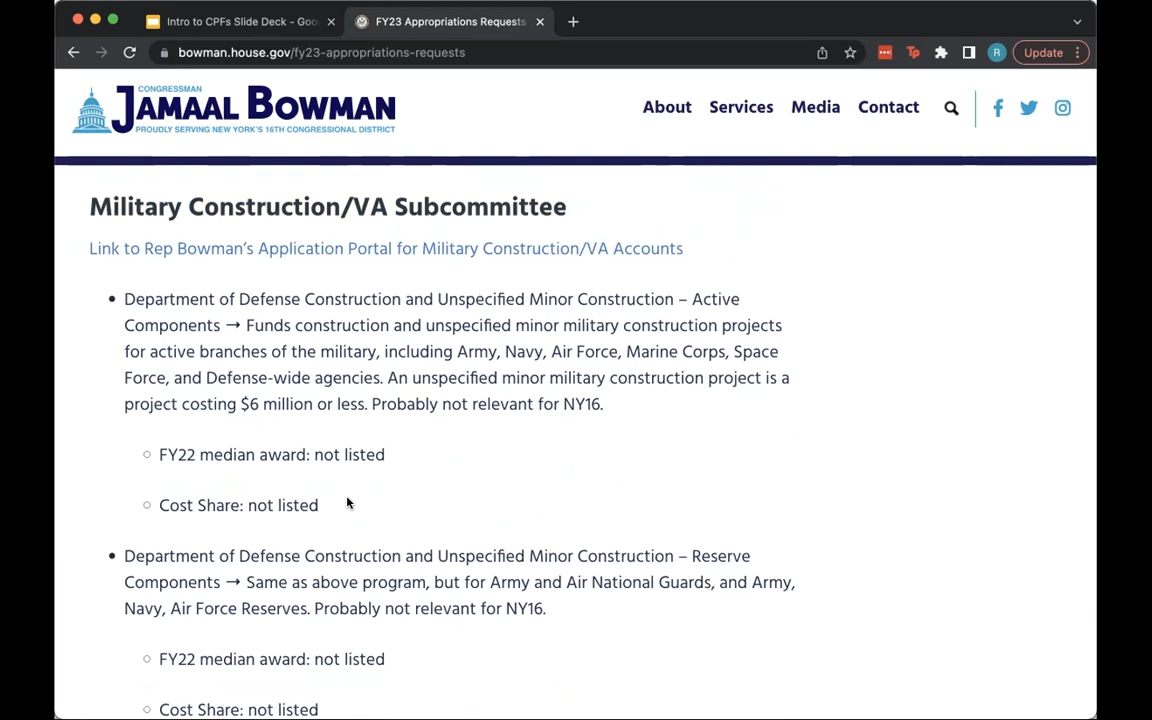 Intro to CPFs Slide Deck - Goo
FY23 Appropriations Requests
bowman.house.gov/fy23-appropriations-requests
Tp
R
Update
CONGRESSMAN
JAMAAL BOWMAN
PROUDLY SERVING NEW YORK'S 16TH CONGRESSIONAL DISTRICT
About Services Media Contact
Military Construction/VA Subcommittee
Link to Rep Bowman's Application Portal for Military Construction/VA Accounts
• Department of Defense Construction and Unspecified Minor Construction – Active
Components → Funds construction and unspecified minor military construction projects
for active branches of the military, including Army, Navy, Air Force, Marine Corps, Space
Force, and Defense-wide agencies. An unspecified minor military construction project is a
project costing $6 million or less. Probably not relevant for NY16.
○ FY22 median award: not listed
○ Cost Share: not listed
• Department of Defense Construction and Unspecified Minor Construction – Reserve
Components → Same as above program, but for Army and Air National Guards, and Army,
Navy, Air Force Reserves. Probably not relevant for NY16.
○ FY22 median award: not listed
○ Cost Share: not listed